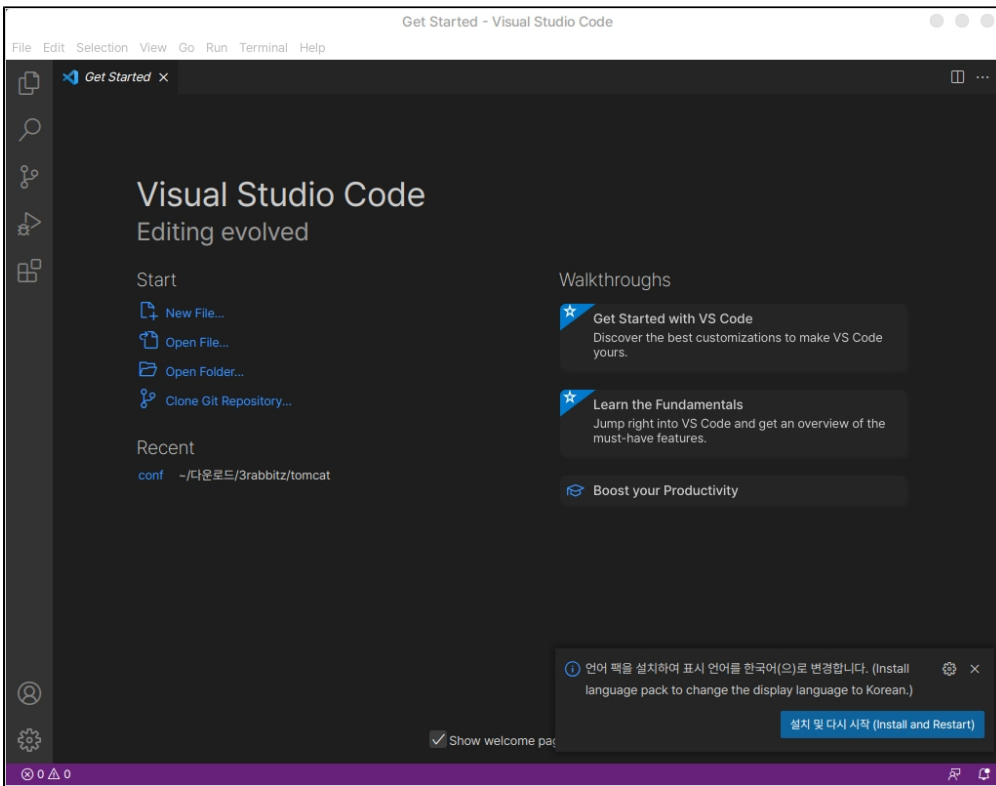 Get Started - Visual Studio Code
File Edit Selection View Go Run Terminal Help
Get Started
Visual Studio Code
Editing evolved
Start
New File...
Open File...
Open Folder...
Clone Git Repository...
Recent
conf ~/다운로드/3rabbitz/tomcat
Walkthroughs
Get Started with VS Code
Discover the best customizations to make VS Code
yours.
Learn the Fundamentals
Jump right into VS Code and get an overview of the
must-have features.
Boost your Productivity
언어 팩을 설치하여 표시 언어를 한국어(으)로 변경합니다. (Install
language pack to change the display language to Korean.)
설치 및 다시 시작 (Install and Restart)
Show welcome pag
0 0